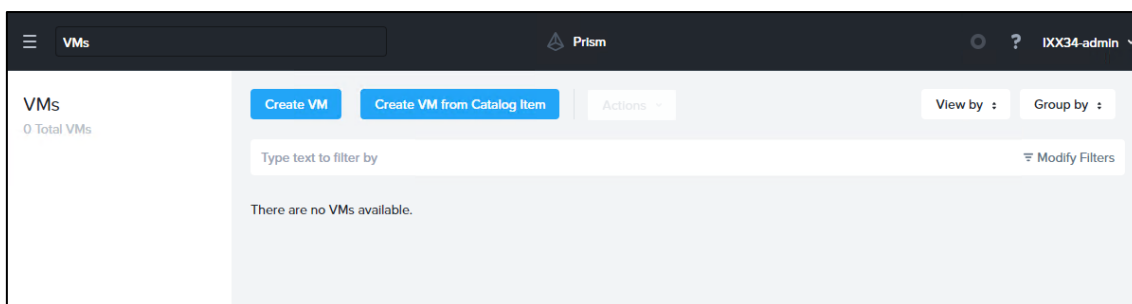 VMs Prism ? IXX34-admin
VMs
0 Total VMs
Create VM Create VM from Catalog Item Actions View by Group by
Type text to filter by Modify Filters
There are no VMs available.